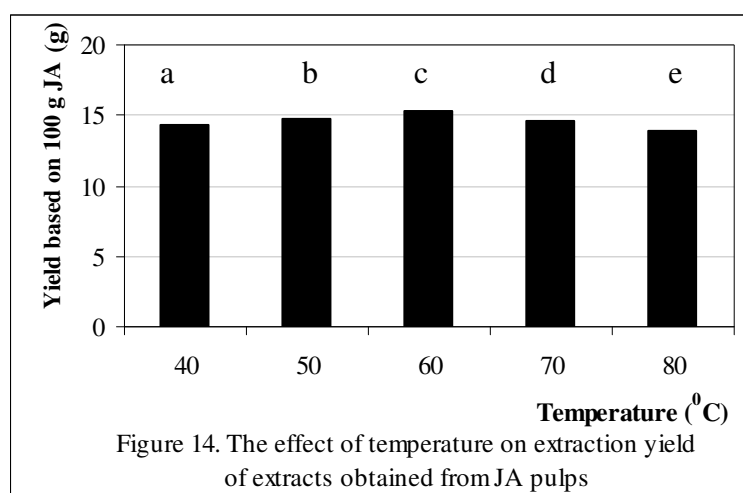 Yield based on 100 g JA (g)
20
15
10
5
0
a b c d e
40 50 60 70 80
Temperature (⁰C)
Figure 14. The effect of temperature on extraction yield
of extracts obtained from JA pulps